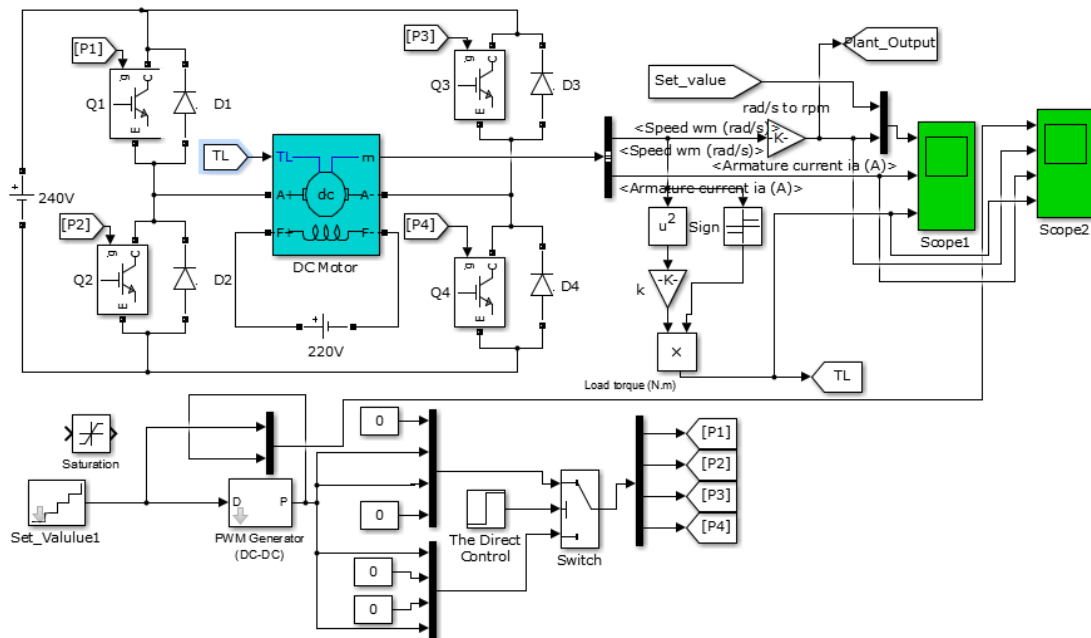 [P1]
g
C
E
Q1
D1
[P3]
g
C
E
Q3
D3
Plant_Output
Set_value
rad/s to rpm
-K-
<Speed wm (rad/s)>
<Speed wm (rad/s)>
<Armature current ia (A)>
<Armature current ia (A)>
Scope1
Scope2
TL
TL
m
A+
dc
A-
F+
F-
DC Motor
+
240V
[P2]
g
C
E
Q2
D2
[P4]
g
C
E
Q4
D4
+
220V
u²
Sign
-K-
k
×
Load torque (N.m)
TL
Saturation
Set_Valulue1
D
P
PWM Generator
(DC-DC)
0
0
0
0
The Direct
Control
Switch
[P1]
[P2]
[P3]
[P4]